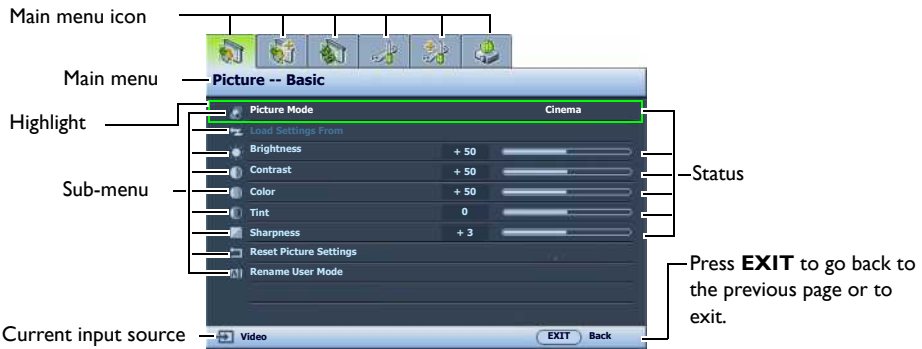 Main menu icon
Main menu
Picture -- Basic
Highlight
Picture Mode Cinema
Load Settings From
Brightness + 50
Contrast + 50
Sub-menu
Status
Color + 50
Tint 0
Sharpness + 3
Reset Picture Settings
Rename User Mode
Press EXIT to go back to
the previous page or to
exit.
Current input source
Video EXIT Back